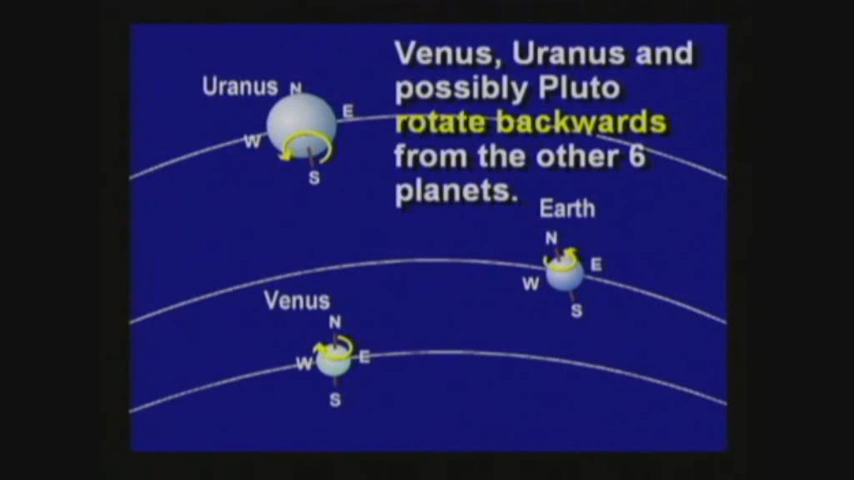 Venus, Uranus and
possibly Pluto
rotate backwards
from the other 6
planets.
Uranus
N
E
W
S
Earth
N
E
W
S
Venus
N
W
E
S